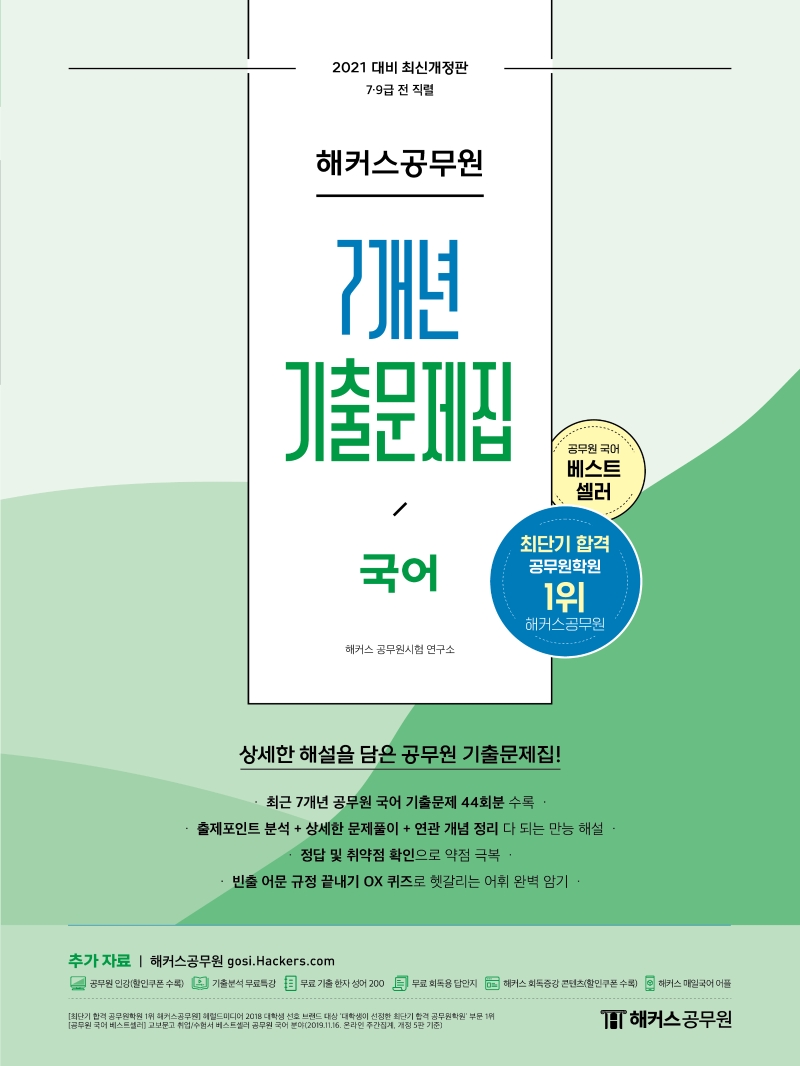 2021 대비 최신개정판
7·9급 전 직렬
해커스공무원
7개년
기출문제집
/
국어
해커스 공무원시험 연구소
공무원 국어
베스트
셀러
최단기 합격
공무원학원
1위
해커스공무원
상세한 해설을 담은 공무원 기출문제집!
· 최근 7개년 공무원 국어 기출문제 44회분 수록 ·
· 출제포인트 분석 + 상세한 문제풀이 + 연관 개념 정리 다 되는 만능 해설 ·
· 정답 및 취약점 확인으로 약점 극복 ·
· 빈출 어문 규정 끝내기 OX 퀴즈로 헷갈리는 어휘 완벽 암기 ·
추가 자료 | 해커스공무원 gosi.Hackers.com
공무원 인강(할인쿠폰 수록) 기출분석 무료특강 무료 기출 한자 성어 200 무료 회독용 답안지 해커스 회독증강 콘텐츠(할인쿠폰 수록) 해커스 매일국어 어플
[최단기 합격 공무원학원 1위 해커스공무원] 헤럴드미디어 2018 대학생 선호 브랜드 대상 '대학생이 선정한 최단기 합격 공무원학원' 부문 1위
[공무원 국어 베스트셀러] 교보문고 취업/수험서 베스트셀러 공무원 국어 분야(2019.11.16. 온라인 주간집계, 개정 5판 기준)
해커스공무원